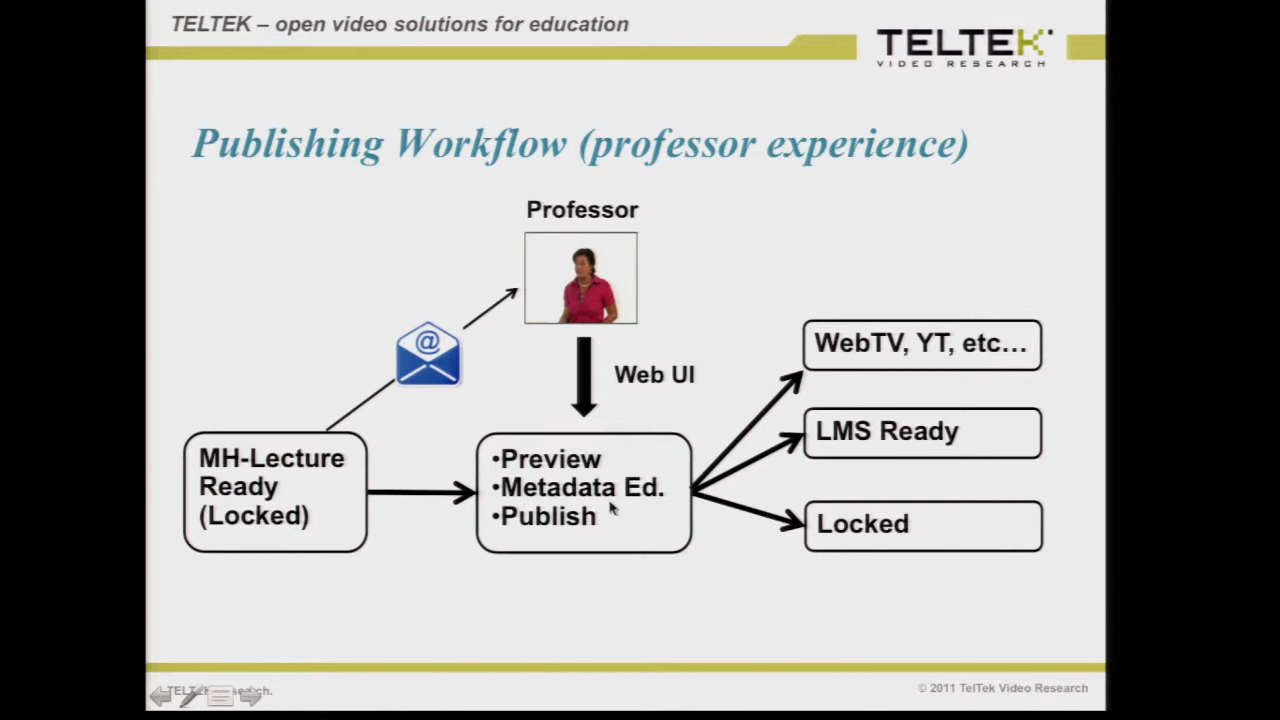 TELTEK – open video solutions for education
TELTEK
VIDEO RESEARCH
Publishing Workflow (professor experience)
Professor
@
WebTV, YT, etc…
Web UI
LMS Ready
MH-Lecture
Ready
(Locked)
•Preview
•Metadata Ed.
•Publish
Locked
© 2011 TelTek Video Research